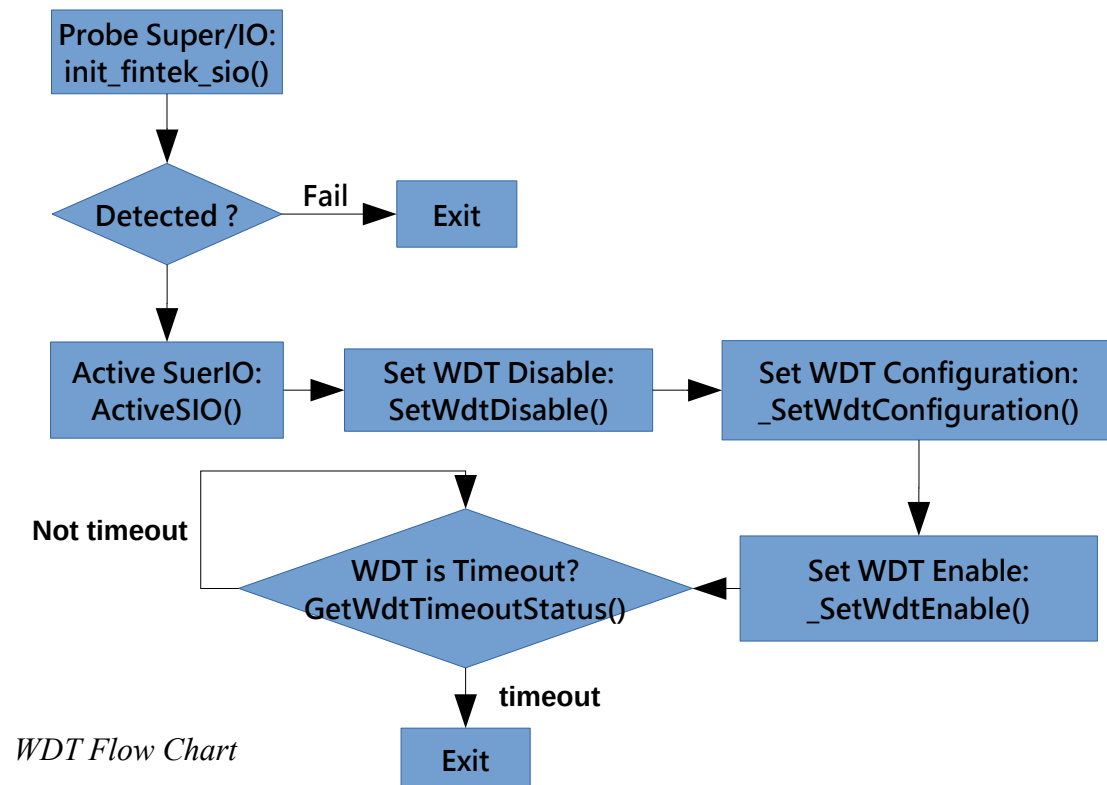 Probe Super/IO:
init_fintek_sio()
Detected ?
Fail
Exit
Active SuerIO:
ActiveSIO()
Set WDT Disable:
SetWdtDisable()
Set WDT Configuration:
_SetWdtConfiguration()
Set WDT Enable:
_SetWdtEnable()
WDT is Timeout?
GetWdtTimeoutStatus()
Not timeout
timeout
Exit
WDT Flow Chart